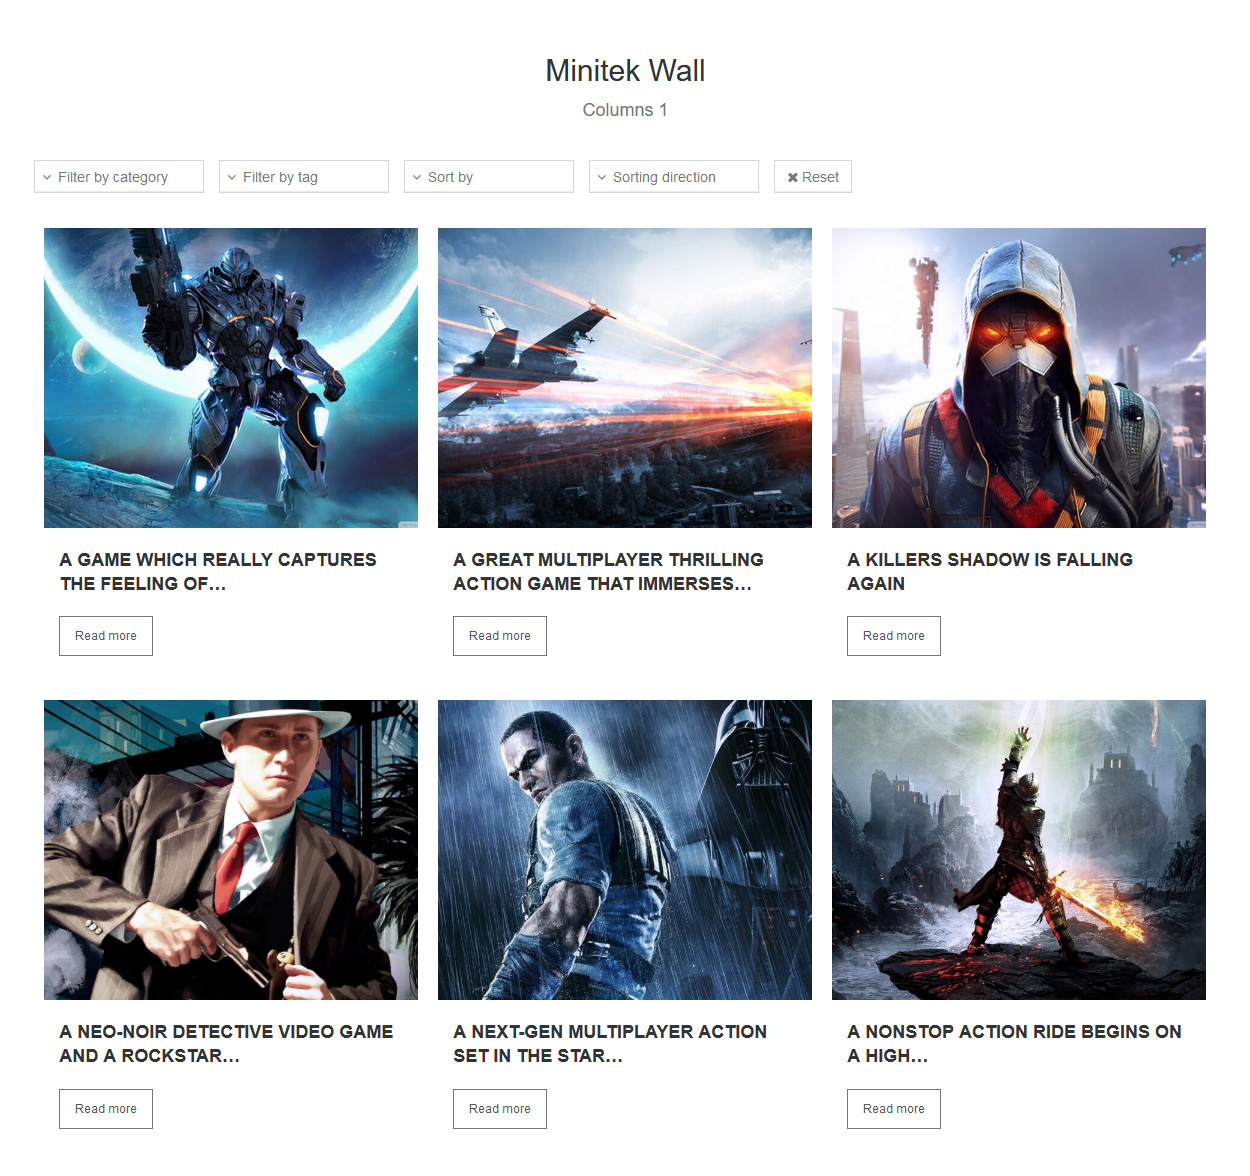 Minitek Wall
Columns 1
Filter by category
Filter by tag
Sort by
Sorting direction
Reset
A GAME WHICH REALLY CAPTURES
THE FEELING OF...
Read more
A GREAT MULTIPLAYER THRILLING
ACTION GAME THAT IMMERSES...
Read more
A KILLERS SHADOW IS FALLING
AGAIN
Read more
A NEO-NOIR DETECTIVE VIDEO GAME
AND A ROCKSTAR...
Read more
A NEXT-GEN MULTIPLAYER ACTION
SET IN THE STAR...
Read more
A NONSTOP ACTION RIDE BEGINS ON
A HIGH...
Read more